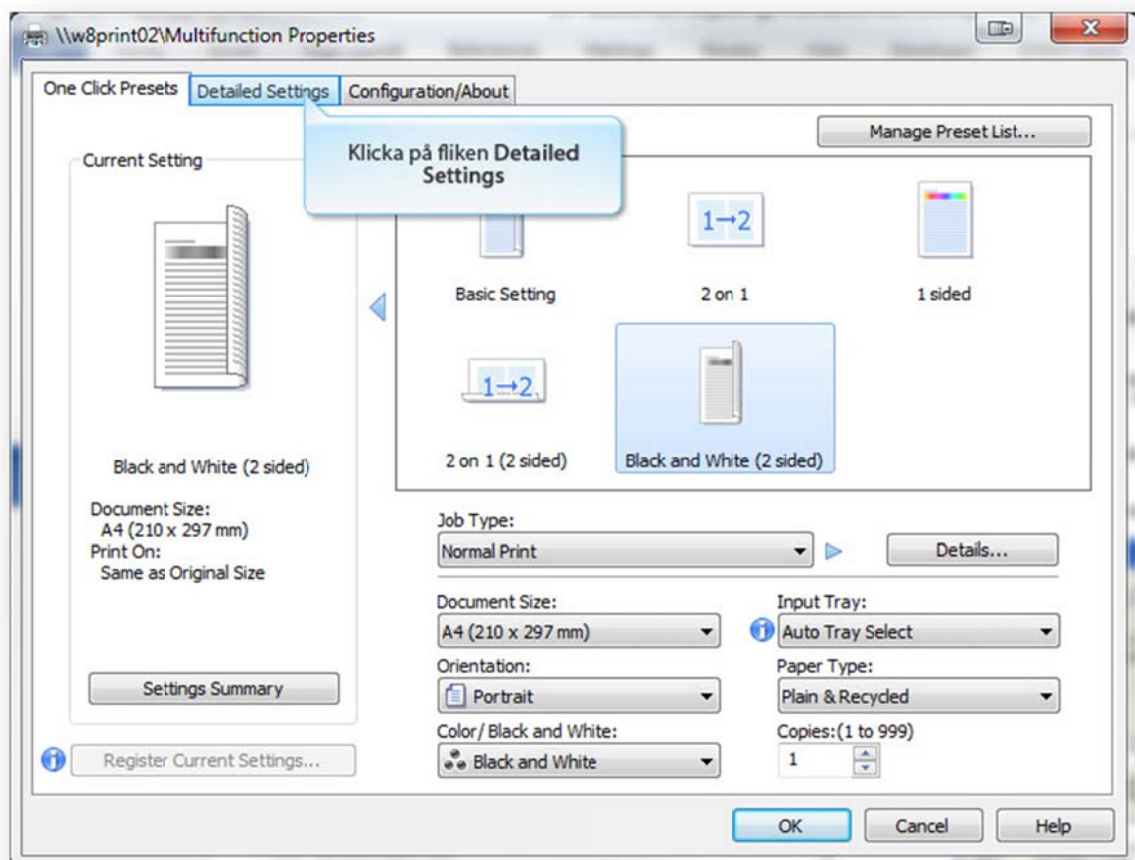 \\w8print02\Multifunction Properties
One Click Presets
Detailed Settings
Configuration/About
Klicka på fliken Detailed
Settings
Manage Preset List...
Current Setting
Black and White (2 sided)
Document Size:
A4 (210 x 297 mm)
Print On:
Same as Original Size
Settings Summary
Register Current Settings...
1→2
Basic Setting
2 on 1
1 sided
1→2
2 on 1 (2 sided)
Black and White (2 sided)
Job Type:
Normal Print
Details...
Document Size:
A4 (210 x 297 mm)
Input Tray:
Auto Tray Select
Orientation:
Portrait
Paper Type:
Plain & Recycled
Color/ Black and White:
Black and White
Copies:(1 to 999)
1
OK
Cancel
Help